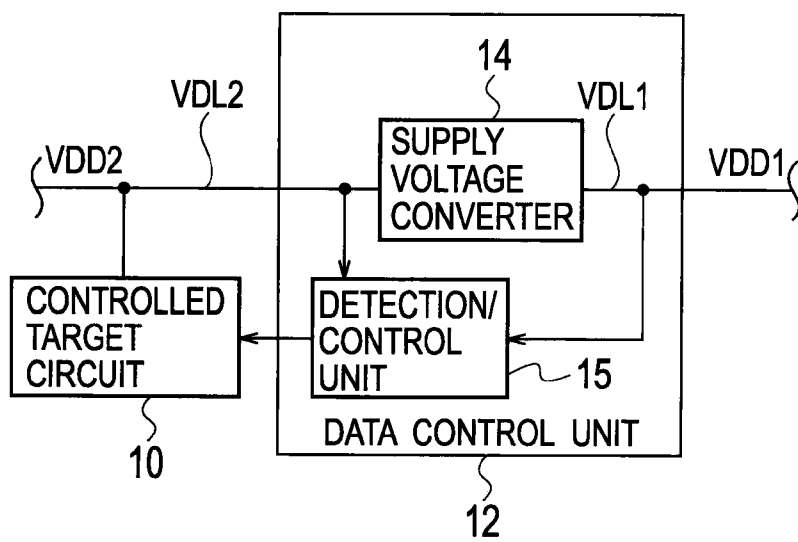 14
VDL2
VDL1
VDD2
SUPPLY
VOLTAGE
CONVERTER
VDD1
CONTROLLED
TARGET
CIRCUIT
DETECTION/
CONTROL
UNIT
15
10
DATA CONTROL UNIT
12